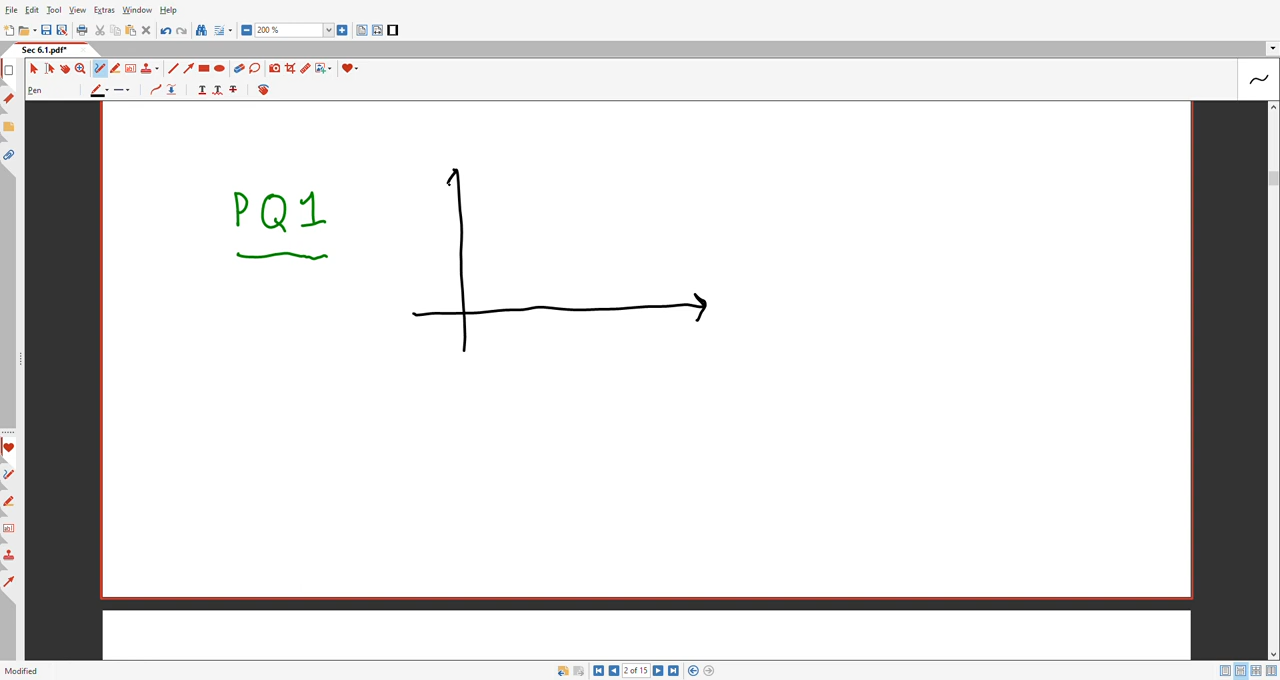 File Edit Tool View Extras Window Help
200 %
Sec 6.1.pdf*
Pen
PQ1
Modified
2 of 15